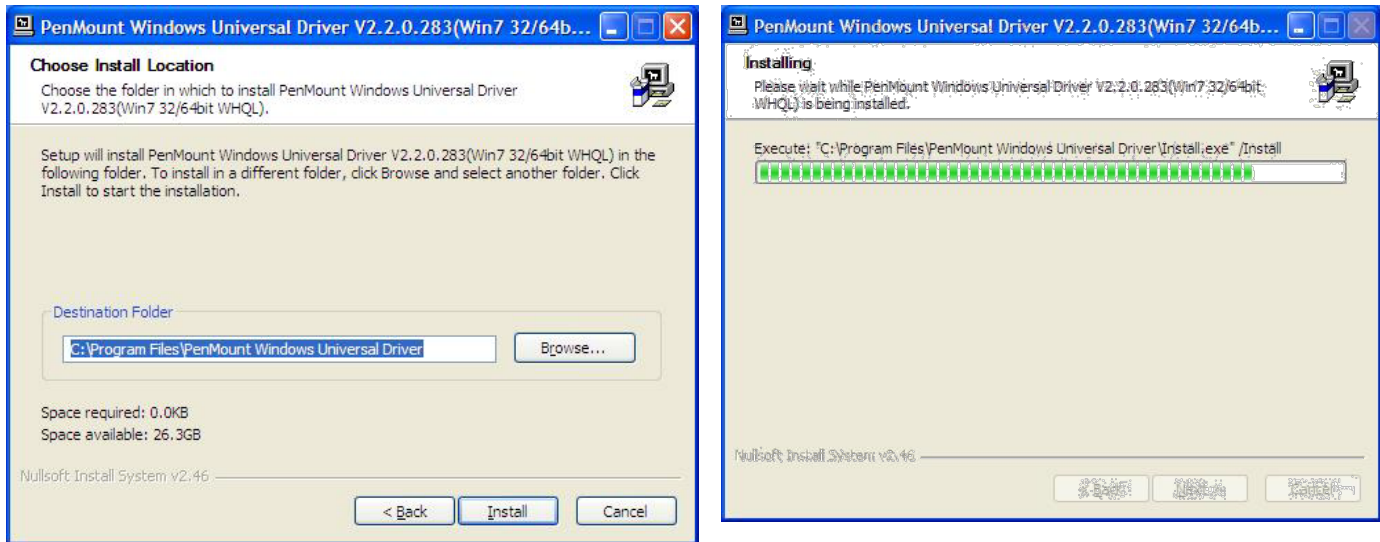 PenMount Windows Universal Driver V2.2.0.283(Win7 32/64b...
Choose Install Location
Choose the folder in which to install PenMount Windows Universal Driver
V2.2.0.283(Win7 32/64bit WHQL).
Setup will install PenMount Windows Universal Driver V2.2.0.283(Win7 32/64bit WHQL) in the
following folder. To install in a different folder, click Browse and select another folder. Click
Install to start the installation.
Destination Folder
C:\Program Files\PenMount Windows Universal Driver
Browse...
Space required: 0.0KB
Space available: 26.3GB
Nullsoft Install System v2.46
< Back Install Cancel
PenMount Windows Universal Driver V2.2.0.283(Win7 32/64b...
Installing
Please wait while PenMount Windows Universal Driver V2.2.0.283(Win7 32/64bit
WHQL) is being installed.
Execute: "C:\Program Files\PenMount Windows Universal Driver\Install.exe" /Install
Nullsoft Install System v2.46
< Back Next > Cancel